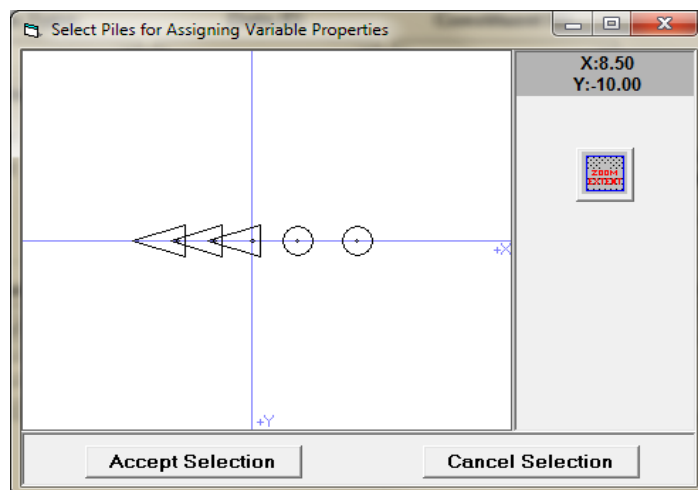 Select Piles for Assigning Variable Properties
X:8.50
Y:-10.00
ZOOM
EXTENT
+X
+Y
Accept Selection
Cancel Selection